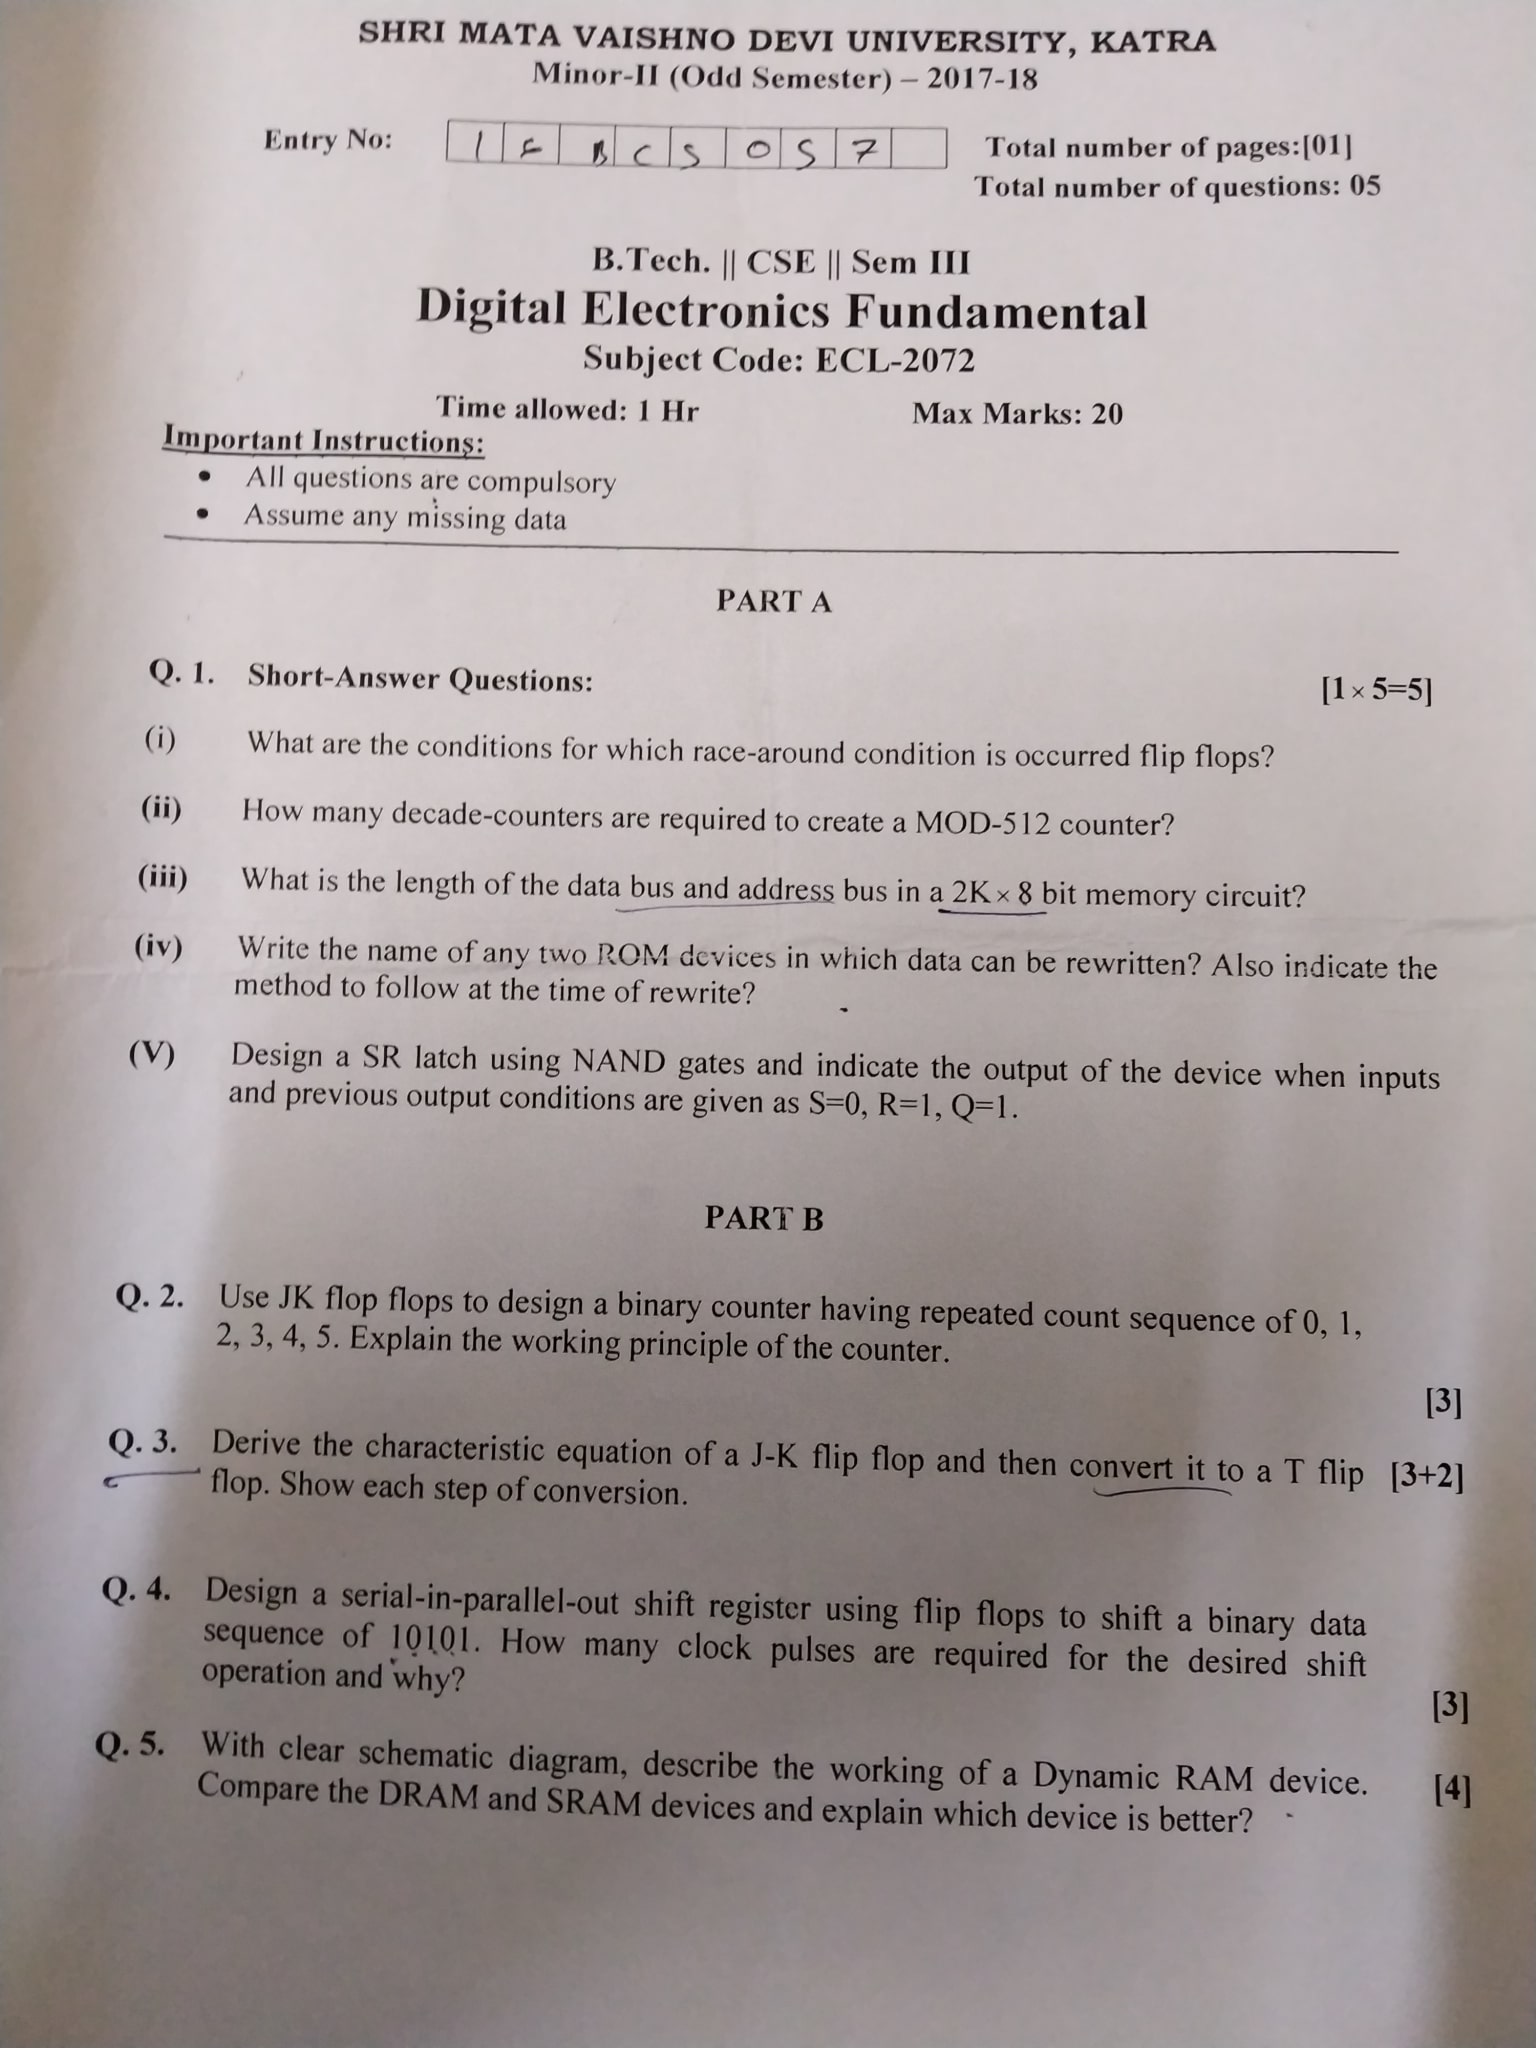 SHRI MATA VAISHNO DEVI UNIVERSITY, KATRA
Minor-II (Odd Semester) – 2017-18
Entry No: 1 6 B C S 0 5 7
Total number of pages:[01]
Total number of questions: 05
B.Tech. || CSE || Sem III
Digital Electronics Fundamental
Subject Code: ECL-2072
Time allowed: 1 Hr Max Marks: 20
Important Instructions:
• All questions are compulsory
• Assume any missing data
PART A
Q. 1. Short-Answer Questions: [1 × 5=5]
(i) What are the conditions for which race-around condition is occurred flip flops?
(ii) How many decade-counters are required to create a MOD-512 counter?
(iii) What is the length of the data bus and address bus in a 2K × 8 bit memory circuit?
(iv) Write the name of any two ROM devices in which data can be rewritten? Also indicate the
method to follow at the time of rewrite?
(V) Design a SR latch using NAND gates and indicate the output of the device when inputs
and previous output conditions are given as S=0, R=1, Q=1.
PART B
Q. 2. Use JK flop flops to design a binary counter having repeated count sequence of 0, 1,
2, 3, 4, 5. Explain the working principle of the counter.
[3]
Q. 3. Derive the characteristic equation of a J-K flip flop and then convert it to a T flip [3+2]
flop. Show each step of conversion.
Q. 4. Design a serial-in-parallel-out shift register using flip flops to shift a binary data
sequence of 10101. How many clock pulses are required for the desired shift
operation and why?
[3]
Q. 5. With clear schematic diagram, describe the working of a Dynamic RAM device. [4]
Compare the DRAM and SRAM devices and explain which device is better?